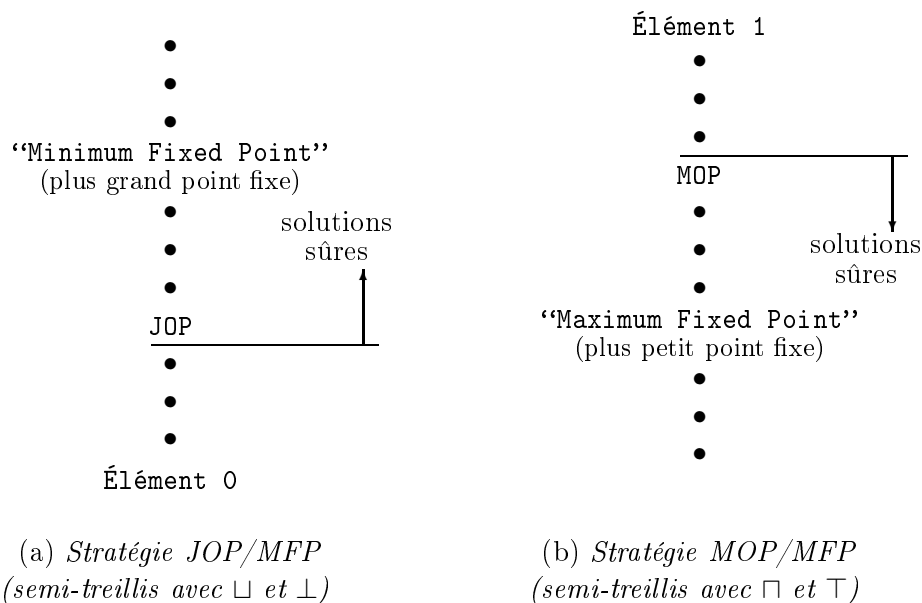 “Minimum Fixed Point”
(plus grand point fixe)
solutions
sûres
JOP
Élément 0
(a) Stratégie JOP/MFP
(semi-treillis avec ⊔ et ⊥)
Élément 1
MOP
solutions
sûres
“Maximum Fixed Point”
(plus petit point fixe)
(b) Stratégie MOP/MFP
(semi-treillis avec ⊓ et ⊤)